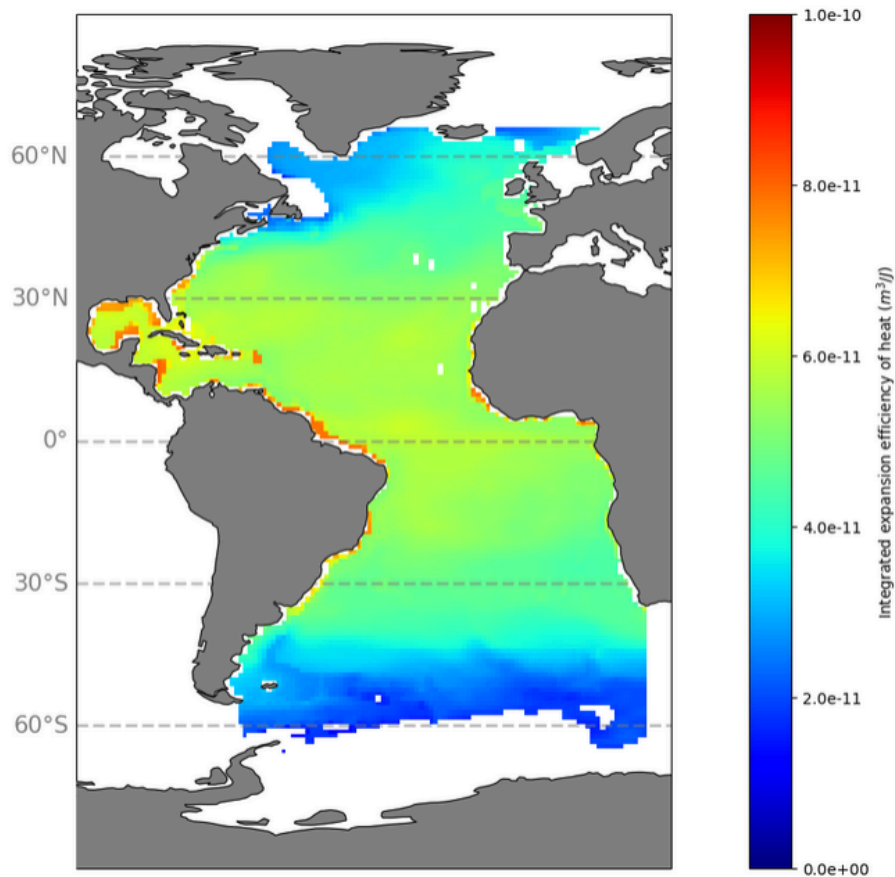 60°N
30°N
0°
30°S
60°S
1.0e-10
8.0e-11
6.0e-11
4.0e-11
2.0e-11
0.0e+00
Integrated expansion efficiency of heat (m³/J)